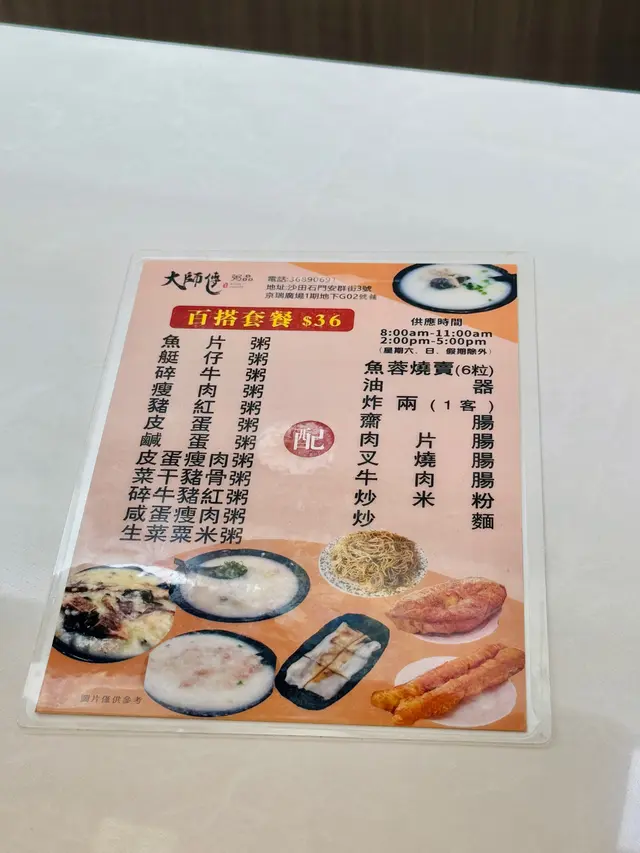 大師傅 粥品
電話:36890697
地址:沙田石門安群街3號
京瑞廣場1期地下G02號舖
百搭套餐 $36
魚片粥
艇仔粥
碎牛粥
瘦肉粥
豬紅粥
皮蛋粥
鹹蛋粥
皮蛋瘦肉粥
菜干豬骨粥
碎牛豬紅粥
咸蛋瘦肉粥
生菜粟米粥
配
供應時間
8:00am-11:00am
2:00pm-5:00pm
(星期六、日、假期除外)
魚蓉燒賣(6粒)
油器
炸兩(1客)
齋腸
肉片腸
叉燒腸
牛肉腸
炒米粉
炒麵
圖片僅供參考